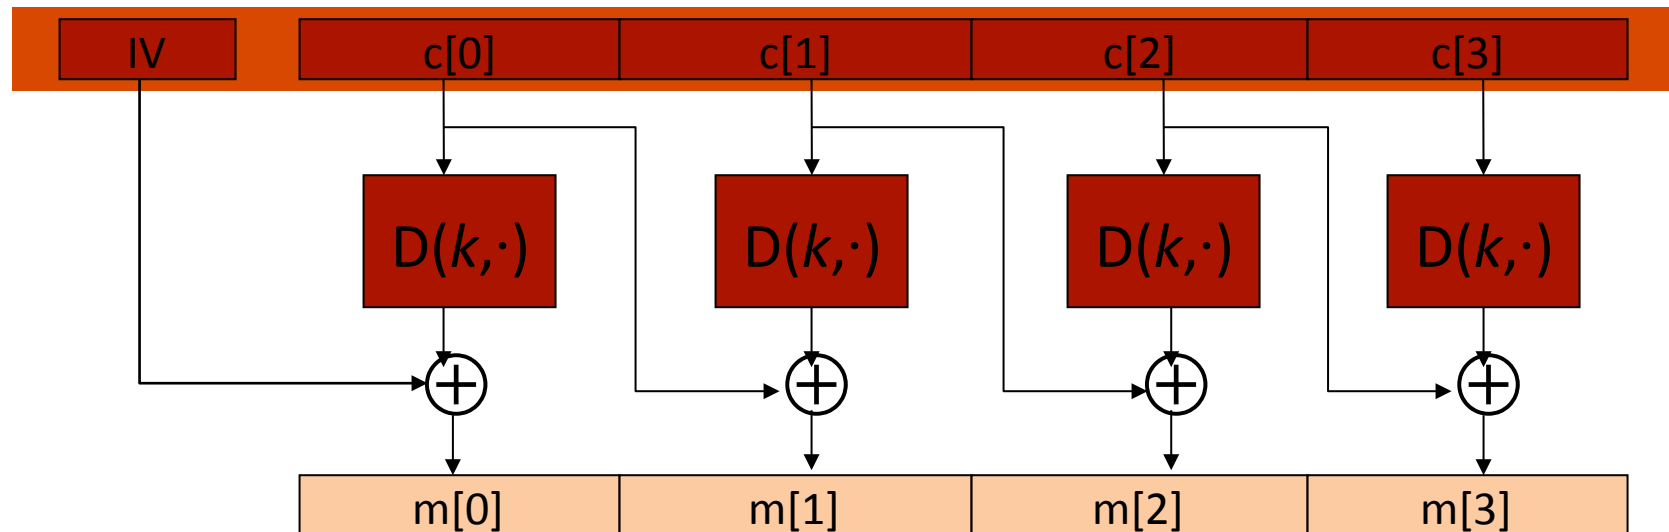 IV c[0] c[1] c[2] c[3]
D(k,·) D(k,·) D(k,·) D(k,·)
m[0] m[1] m[2] m[3]